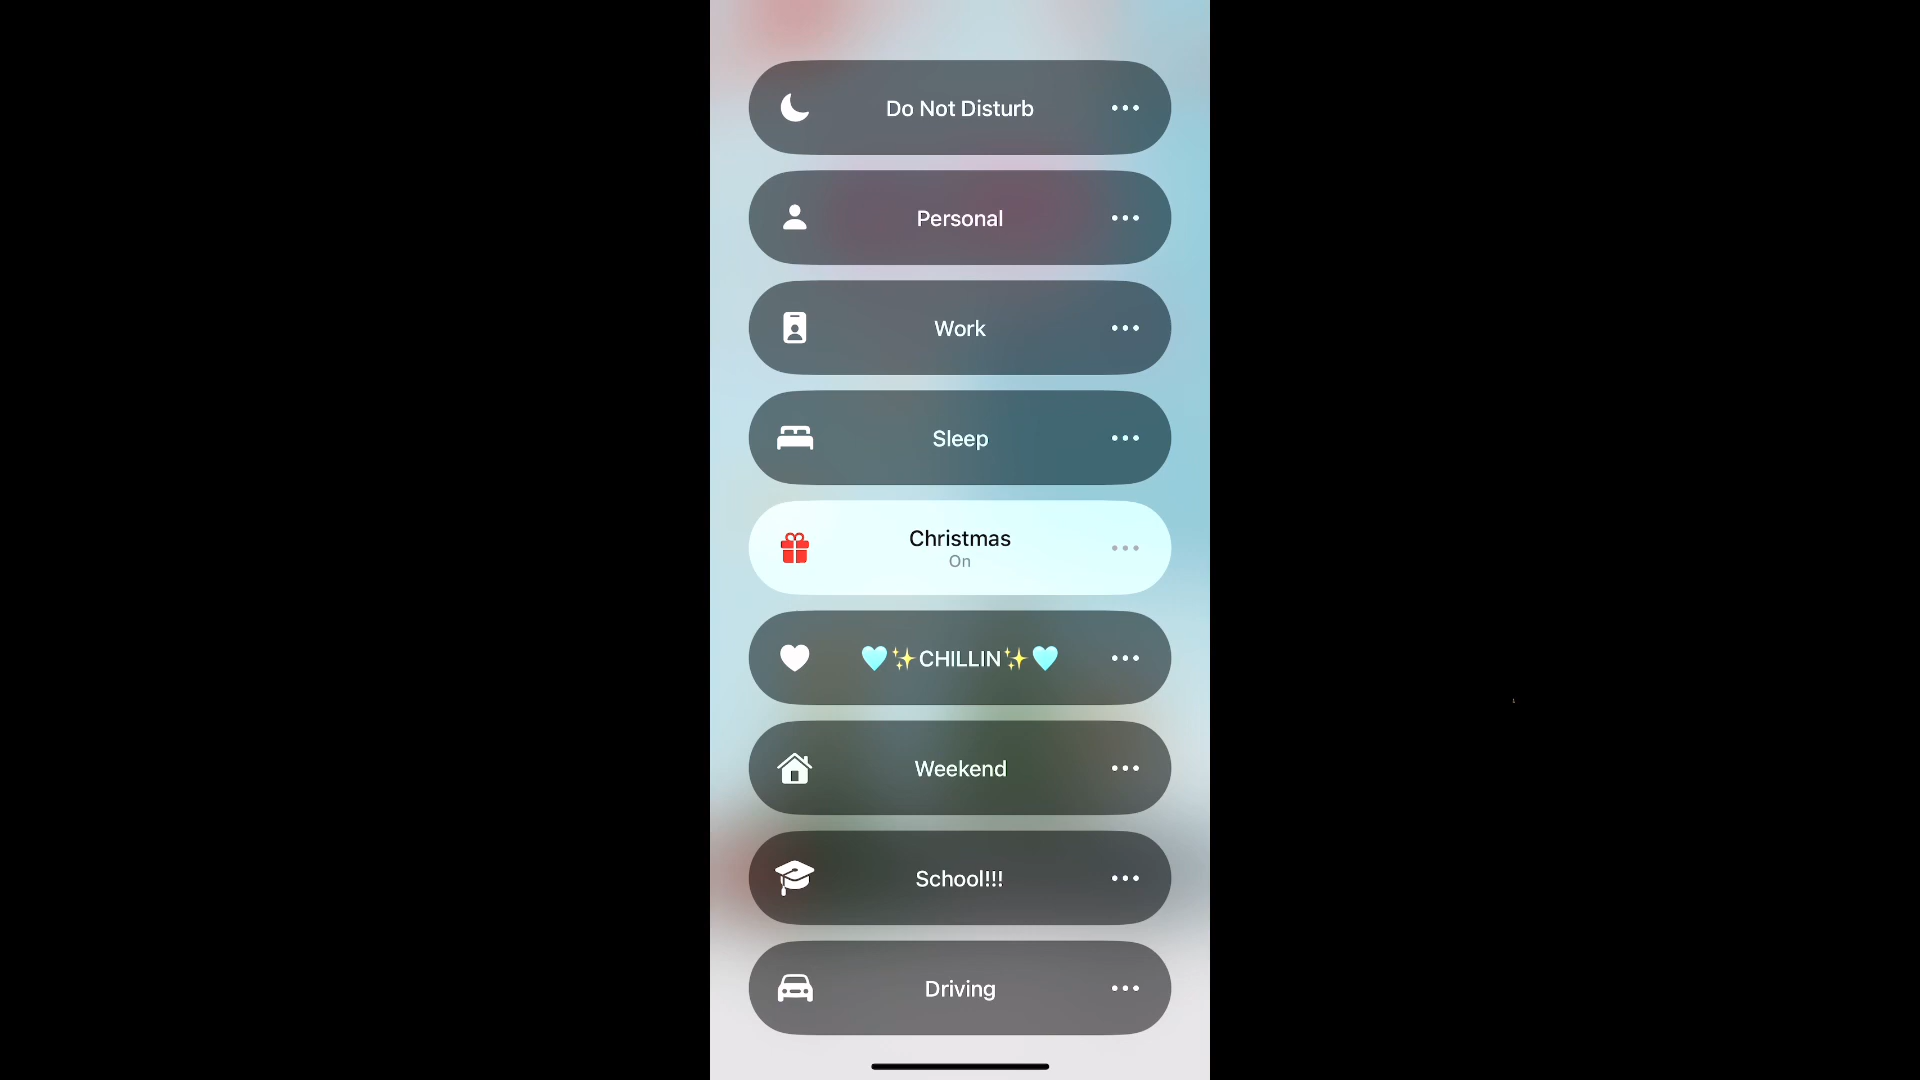 Do Not Disturb
Personal
Work
Sleep
Christmas
On
🩵✨CHILLIN✨🩵
Weekend
School!!!
Driving